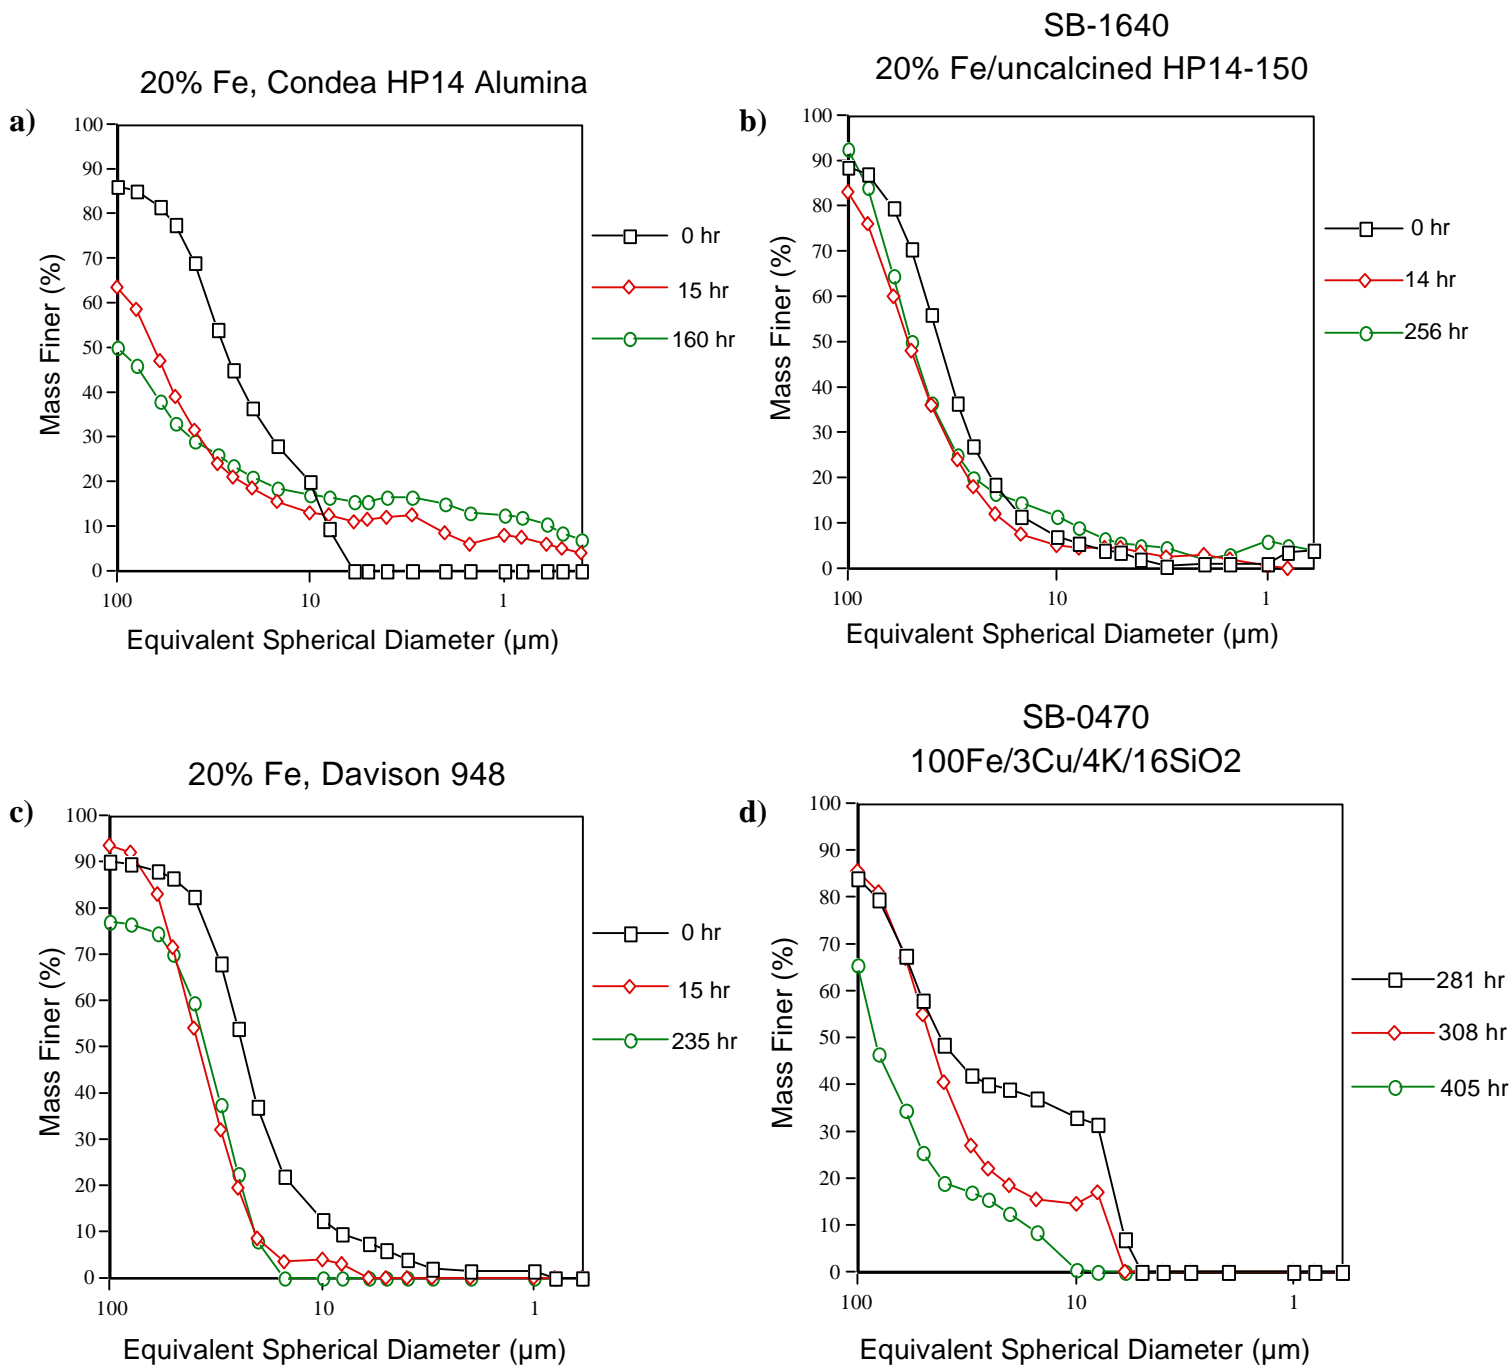 20% Fe, Condea HP14 Alumina
a)
100
90
80
70
60
50
40
30
20
10
0
Mass Finer (%)
100
10
1
Equivalent Spherical Diameter (µm)
0 hr
15 hr
160 hr
SB-1640
20% Fe/uncalcined HP14-150
b)
100
90
80
70
60
50
40
30
20
10
0
Mass Finer (%)
100
10
1
Equivalent Spherical Diameter (µm)
0 hr
14 hr
256 hr
20% Fe, Davison 948
c)
100
90
80
70
60
50
40
30
20
10
0
Mass Finer (%)
100
10
1
Equivalent Spherical Diameter (µm)
0 hr
15 hr
235 hr
SB-0470
100Fe/3Cu/4K/16SiO2
d)
100
90
80
70
60
50
40
30
20
10
0
Mass Finer (%)
100
10
1
Equivalent Spherical Diameter (µm)
281 hr
308 hr
405 hr